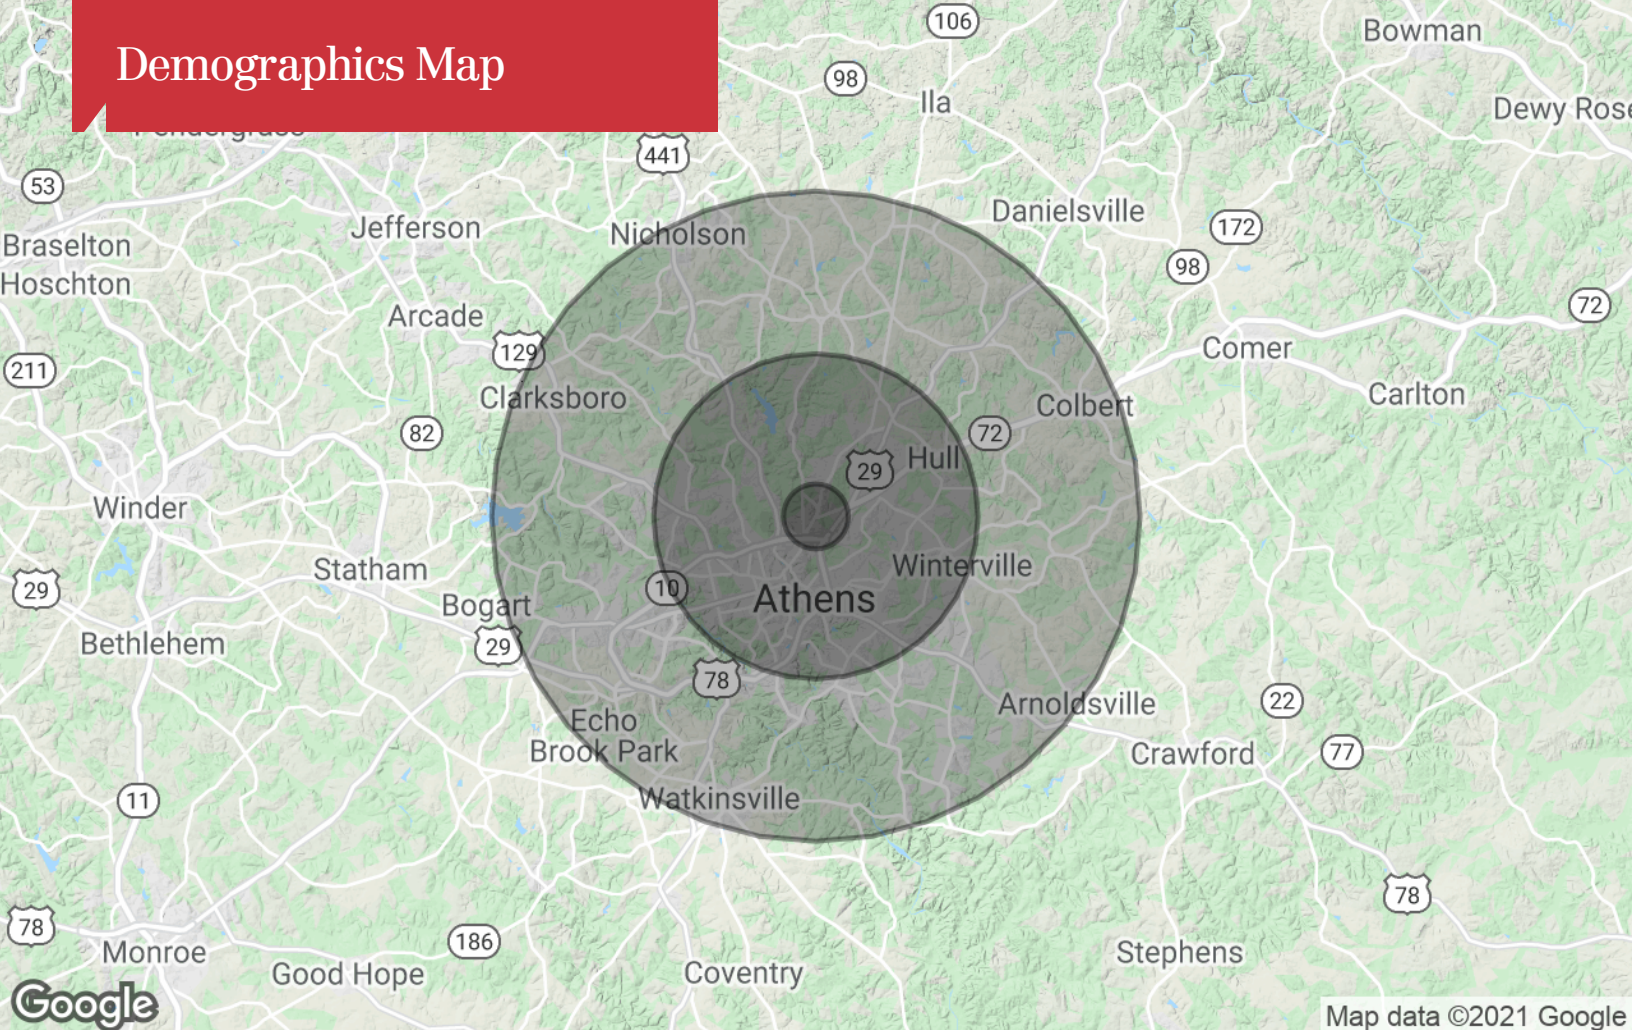 Demographics Map
106
Bowman
98
Ila
Dewy Rose
Pendergrass
441
53
Danielsville
Jefferson
172
Nicholson
Braselton
98
Hoschton
72
Arcade
129
Comer
211
Clarksboro
Carlton
Colbert
82
72
Hull
29
Winder
Winterville
Statham
29
10
Athens
Bogart
Bethlehem
29
78
22
Arnoldsville
Echo
Brook Park
Crawford
77
11
Watkinsville
78
78
186
Monroe
Stephens
Good Hope
Coventry
Google
Map data ©2021 Google